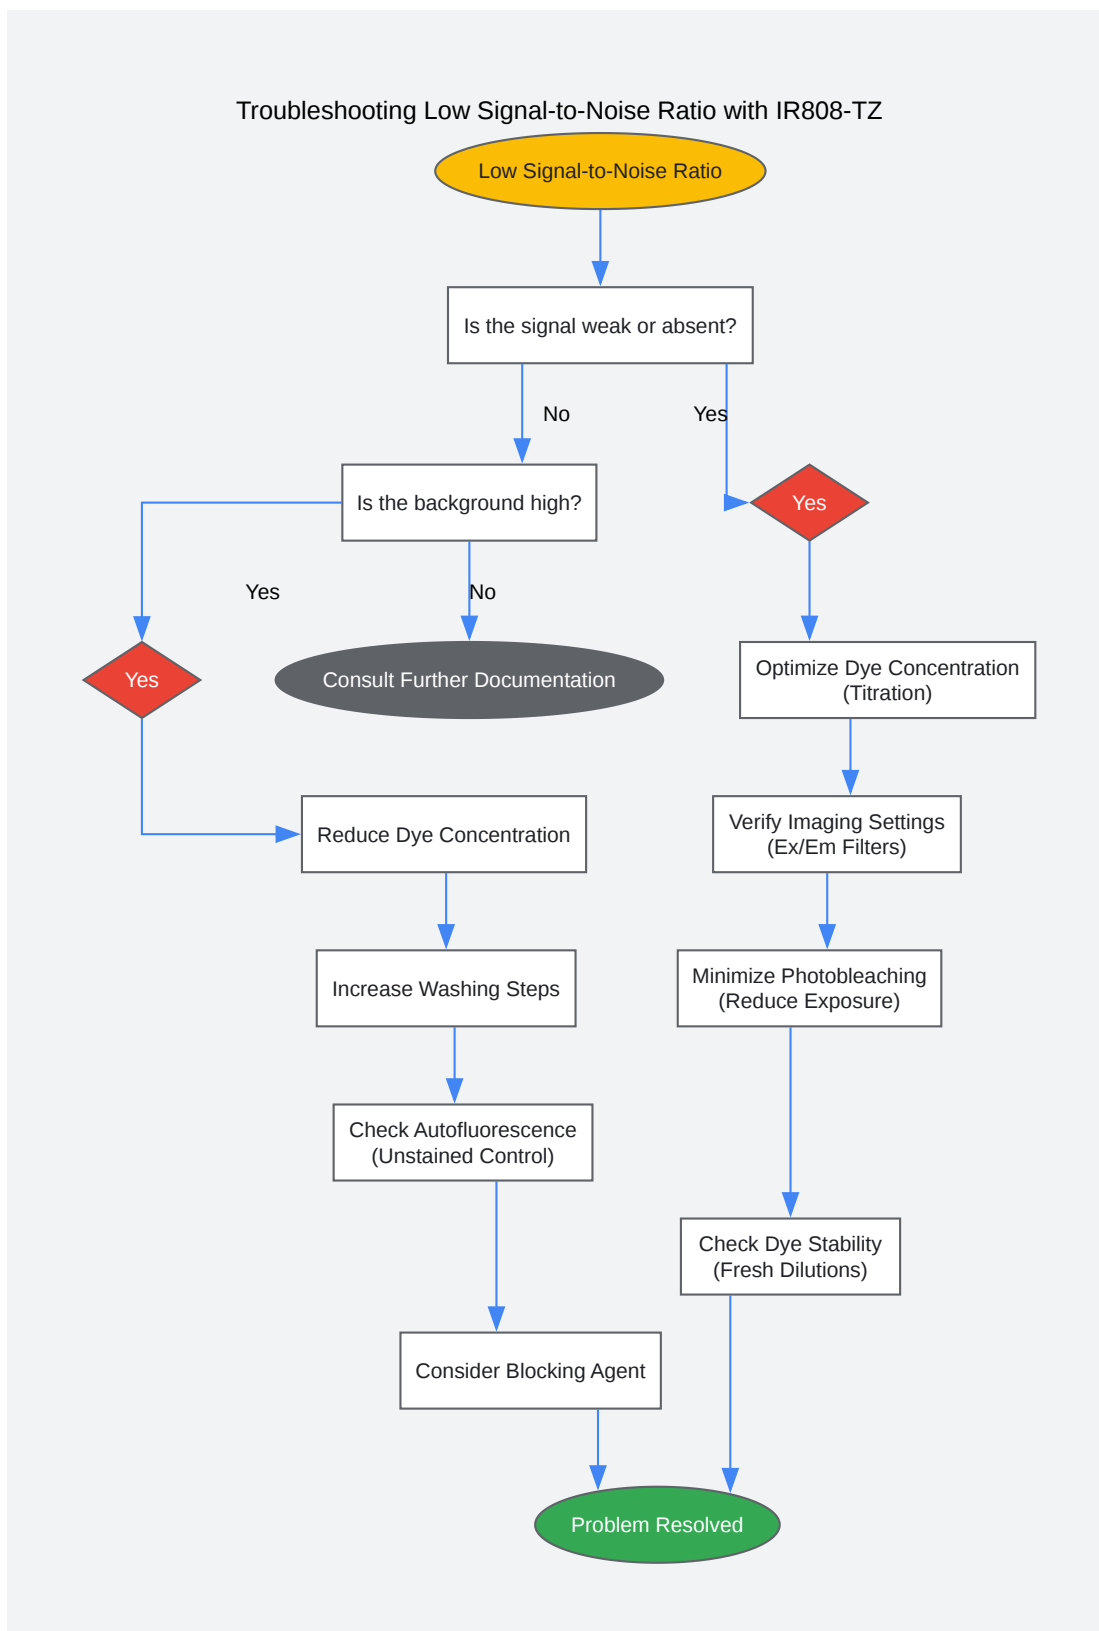 Troubleshooting Low Signal-to-Noise Ratio with IR808-TZ
Low Signal-to-Noise Ratio
Is the signal weak or absent?
No
Yes
Is the background high?
Yes
Yes
No
Yes
Consult Further Documentation
Optimize Dye Concentration
(Titration)
Reduce Dye Concentration
Verify Imaging Settings
(Ex/Em Filters)
Increase Washing Steps
Minimize Photobleaching
(Reduce Exposure)
Check Autofluorescence
(Unstained Control)
Check Dye Stability
(Fresh Dilutions)
Consider Blocking Agent
Problem Resolved